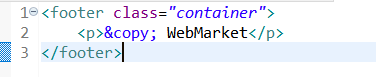 1 <footer class="container">
2     <p>&copy; WebMarket</p>
3 </footer>